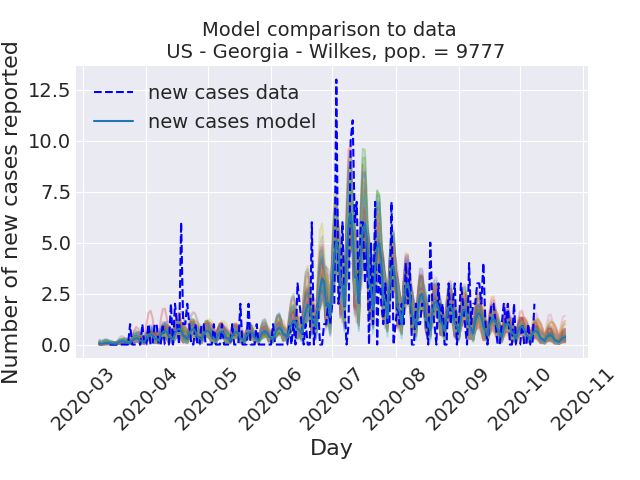 Model comparison to data
US - Georgia - Wilkes, pop. = 9777
Number of new cases reported
12.5
10.0
7.5
5.0
2.5
0.0
new cases data
new cases model
2020-03
2020-04
2020-05
2020-06
2020-07
2020-08
2020-09
2020-10
2020-11
Day